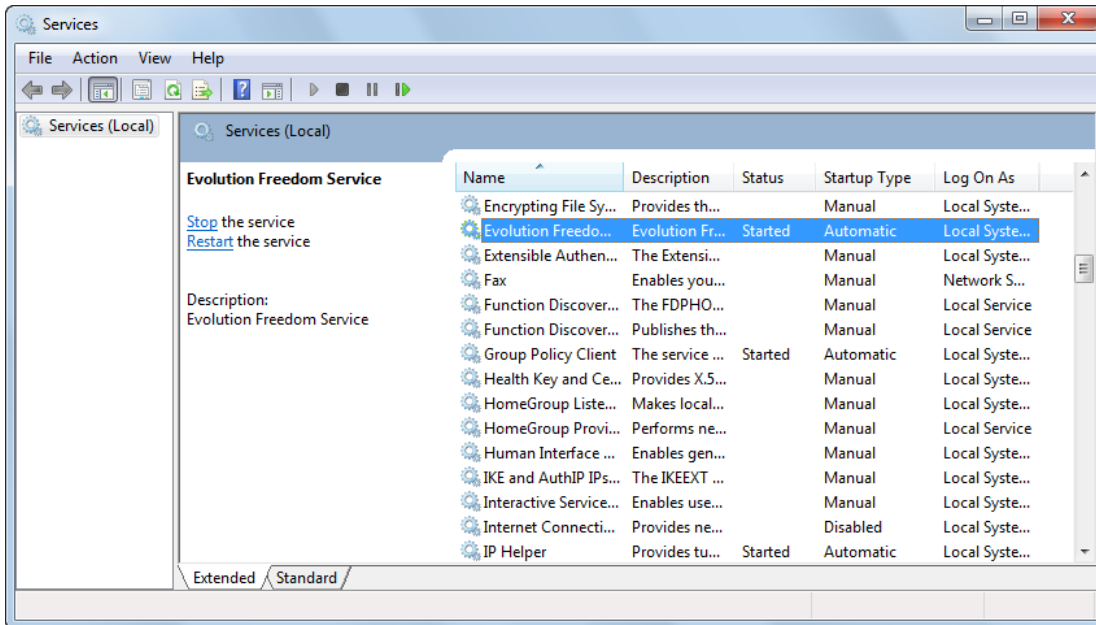 Services
File Action View Help
Services (Local)
Services (Local)
Evolution Freedom Service
Stop the service
Restart the service
Description:
Evolution Freedom Service
Name Description Status Startup Type Log On As
Encrypting File Sy... Provides th... Manual Local Syste...
Evolution Freedo... Evolution Fr... Started Automatic Local Syste...
Extensible Authen... The Extensi... Manual Local Syste...
Fax Enables you... Manual Network S...
Function Discover... The FDPHO... Manual Local Service
Function Discover... Publishes th... Manual Local Service
Group Policy Client The service ... Started Automatic Local Syste...
Health Key and Ce... Provides X.5... Manual Local Syste...
HomeGroup Liste... Makes local... Manual Local Syste...
HomeGroup Provi... Performs ne... Manual Local Service
Human Interface ... Enables gen... Manual Local Syste...
IKE and AuthIP IPs... The IKEEXT ... Manual Local Syste...
Interactive Service... Enables use... Manual Local Syste...
Internet Connecti... Provides ne... Disabled Local Syste...
IP Helper Provides tu... Started Automatic Local Syste...
Extended Standard